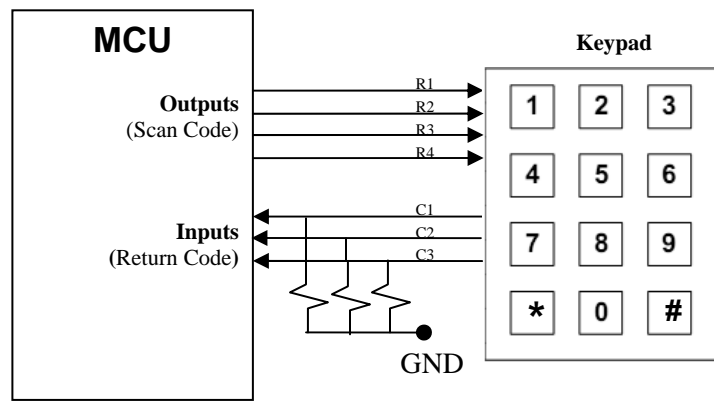 MCU
Keypad
Outputs
(Scan Code)
R1
R2
R3
R4
Inputs
(Return Code)
C1
C2
C3
GND
1 2 3
4 5 6
7 8 9
* 0 #